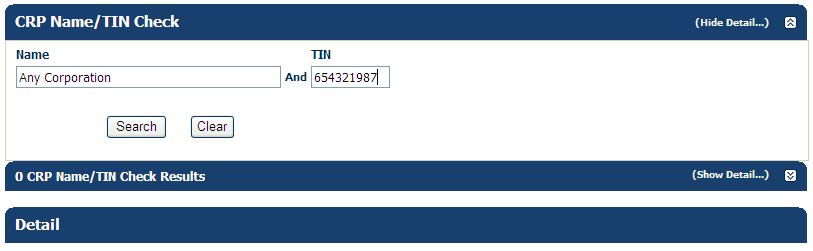 CRP Name/TIN Check (Hide Detail...)
Name TIN
Any Corporation And 654321987
Search Clear
0 CRP Name/TIN Check Results (Show Detail...)
Detail